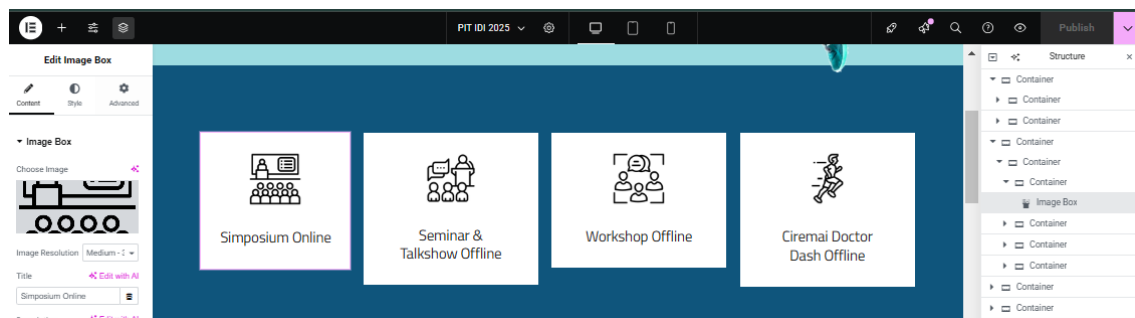 PIT IDI 2025
Publish
Edit Image Box
Content
Style
Advanced
Image Box
Choose Image
Image Resolution
Medium - 
Title
Edit with AI
Simposium Online
Simposium Online
Seminar &
Talkshow Offline
Workshop Offline
Ciremai Doctor
Dash Offline
Structure
Container
Container
Container
Container
Container
Container
Image Box
Container
Container
Container
Container
Container